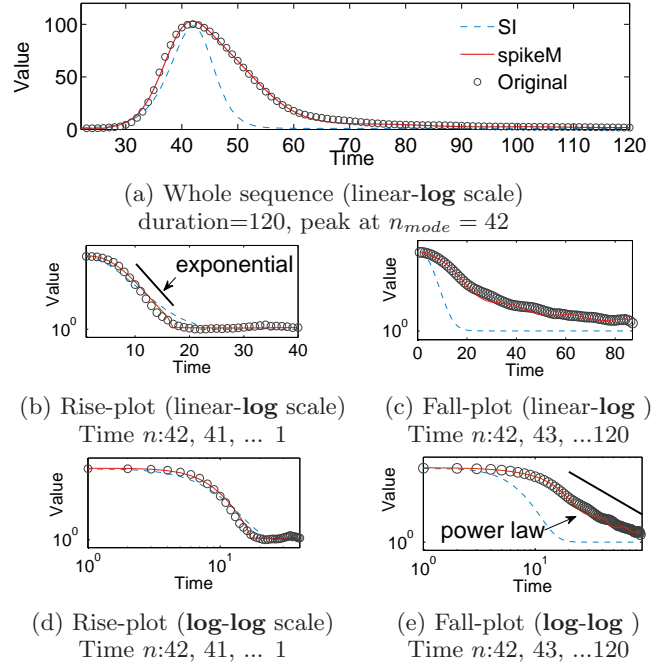 Value
100
50
0
30 40 50 60 70 80 90 100 110 120
Time
SI
spikeM
Original
(a) Whole sequence (linear-log scale)
duration=120, peak at n_mode = 42
Value
10^0
exponential
0 10 20 30 40
Time
Value
10^0
0 20 40 60 80
Time
(b) Rise-plot (linear-log scale)
Time n:42, 41, ... 1
(c) Fall-plot (linear-log )
Time n:42, 43, ...120
Value
10^0
10^0 10^1
Time
Value
10^0
power law
10^0 10^1
Time
(d) Rise-plot (log-log scale)
Time n:42, 41, ... 1
(e) Fall-plot (log-log )
Time n:42, 43, ...120